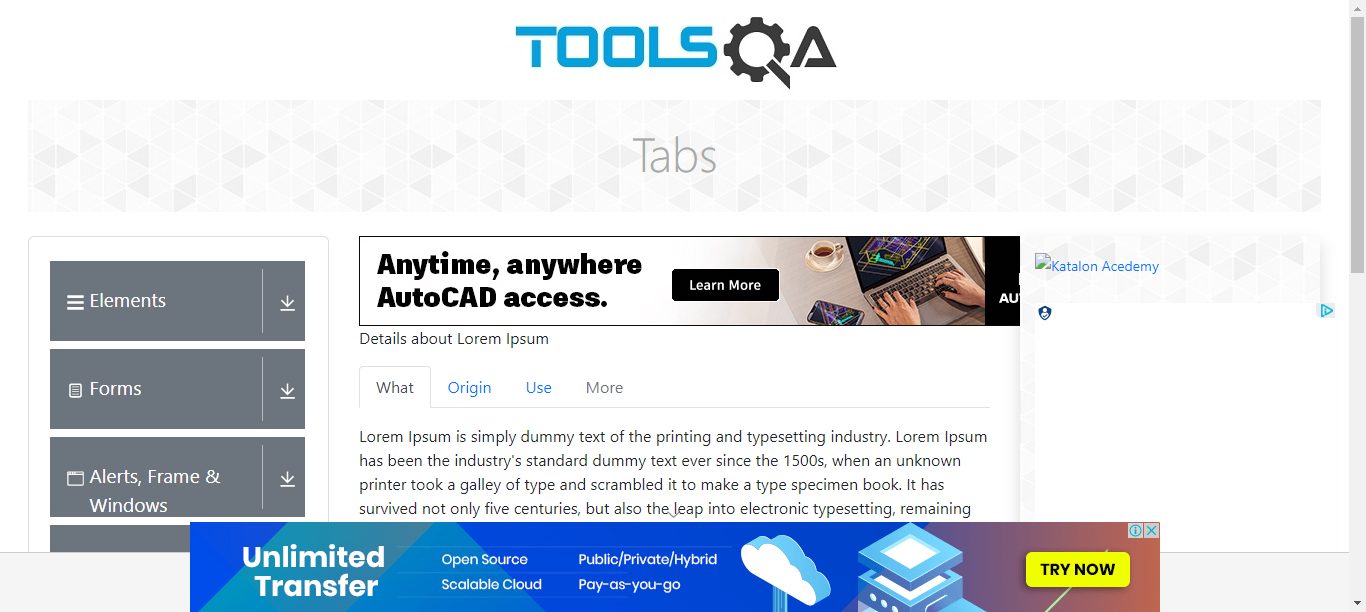 TOOLSQA
Tabs
Elements
Forms
Alerts, Frame &
Windows
Anytime, anywhere
AutoCAD access.
Learn More
Details about Lorem Ipsum
What Origin Use More
Lorem Ipsum is simply dummy text of the printing and typesetting industry. Lorem Ipsum
has been the industry's standard dummy text ever since the 1500s, when an unknown
printer took a galley of type and scrambled it to make a type specimen book. It has
survived not only five centuries, but also the leap into electronic typesetting, remaining
Katalon Acedemy
Unlimited
Transfer
Open Source
Public/Private/Hybrid
Scalable Cloud
Pay-as-you-go
TRY NOW